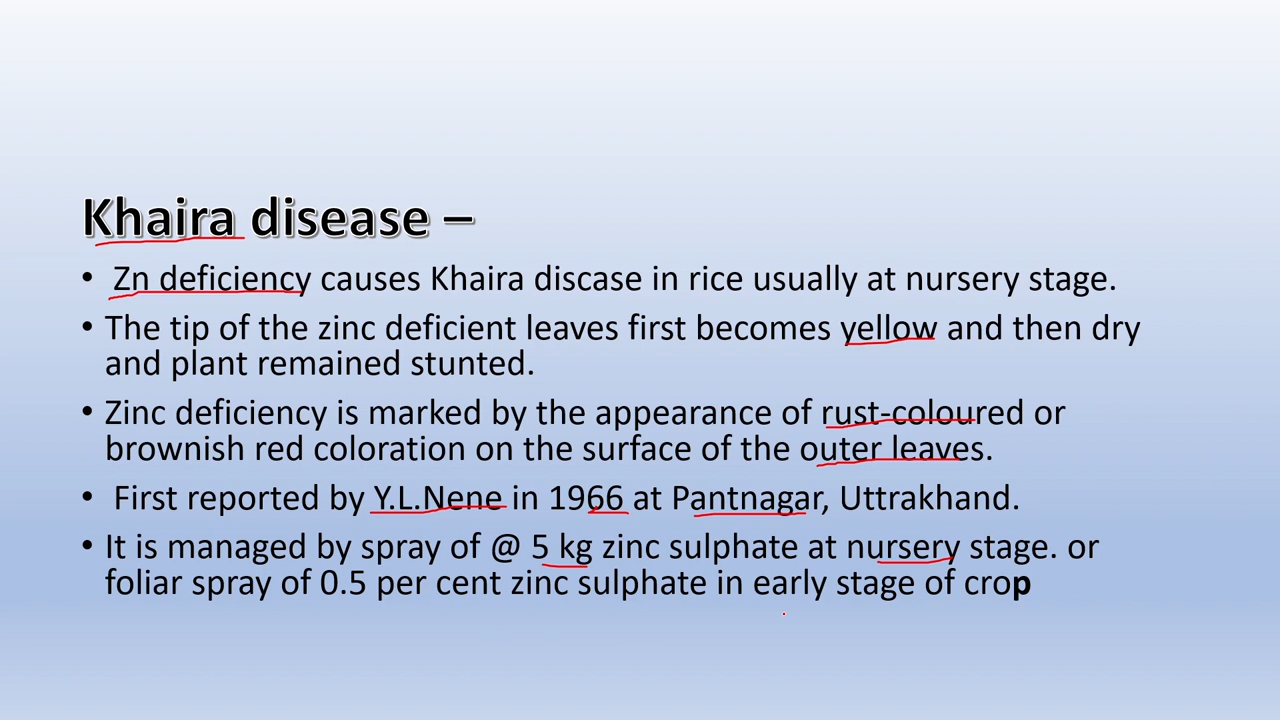 Khaira disease –
• Zn deficiency causes Khaira discase in rice usually at nursery stage.
• The tip of the zinc deficient leaves first becomes yellow and then dry
and plant remained stunted.
• Zinc deficiency is marked by the appearance of rust-coloured or
brownish red coloration on the surface of the outer leaves.
• First reported by Y.L.Nene in 1966 at Pantnagar, Uttrakhand.
• It is managed by spray of @ 5 kg zinc sulphate at nursery stage. or
foliar spray of 0.5 per cent zinc sulphate in early stage of crop